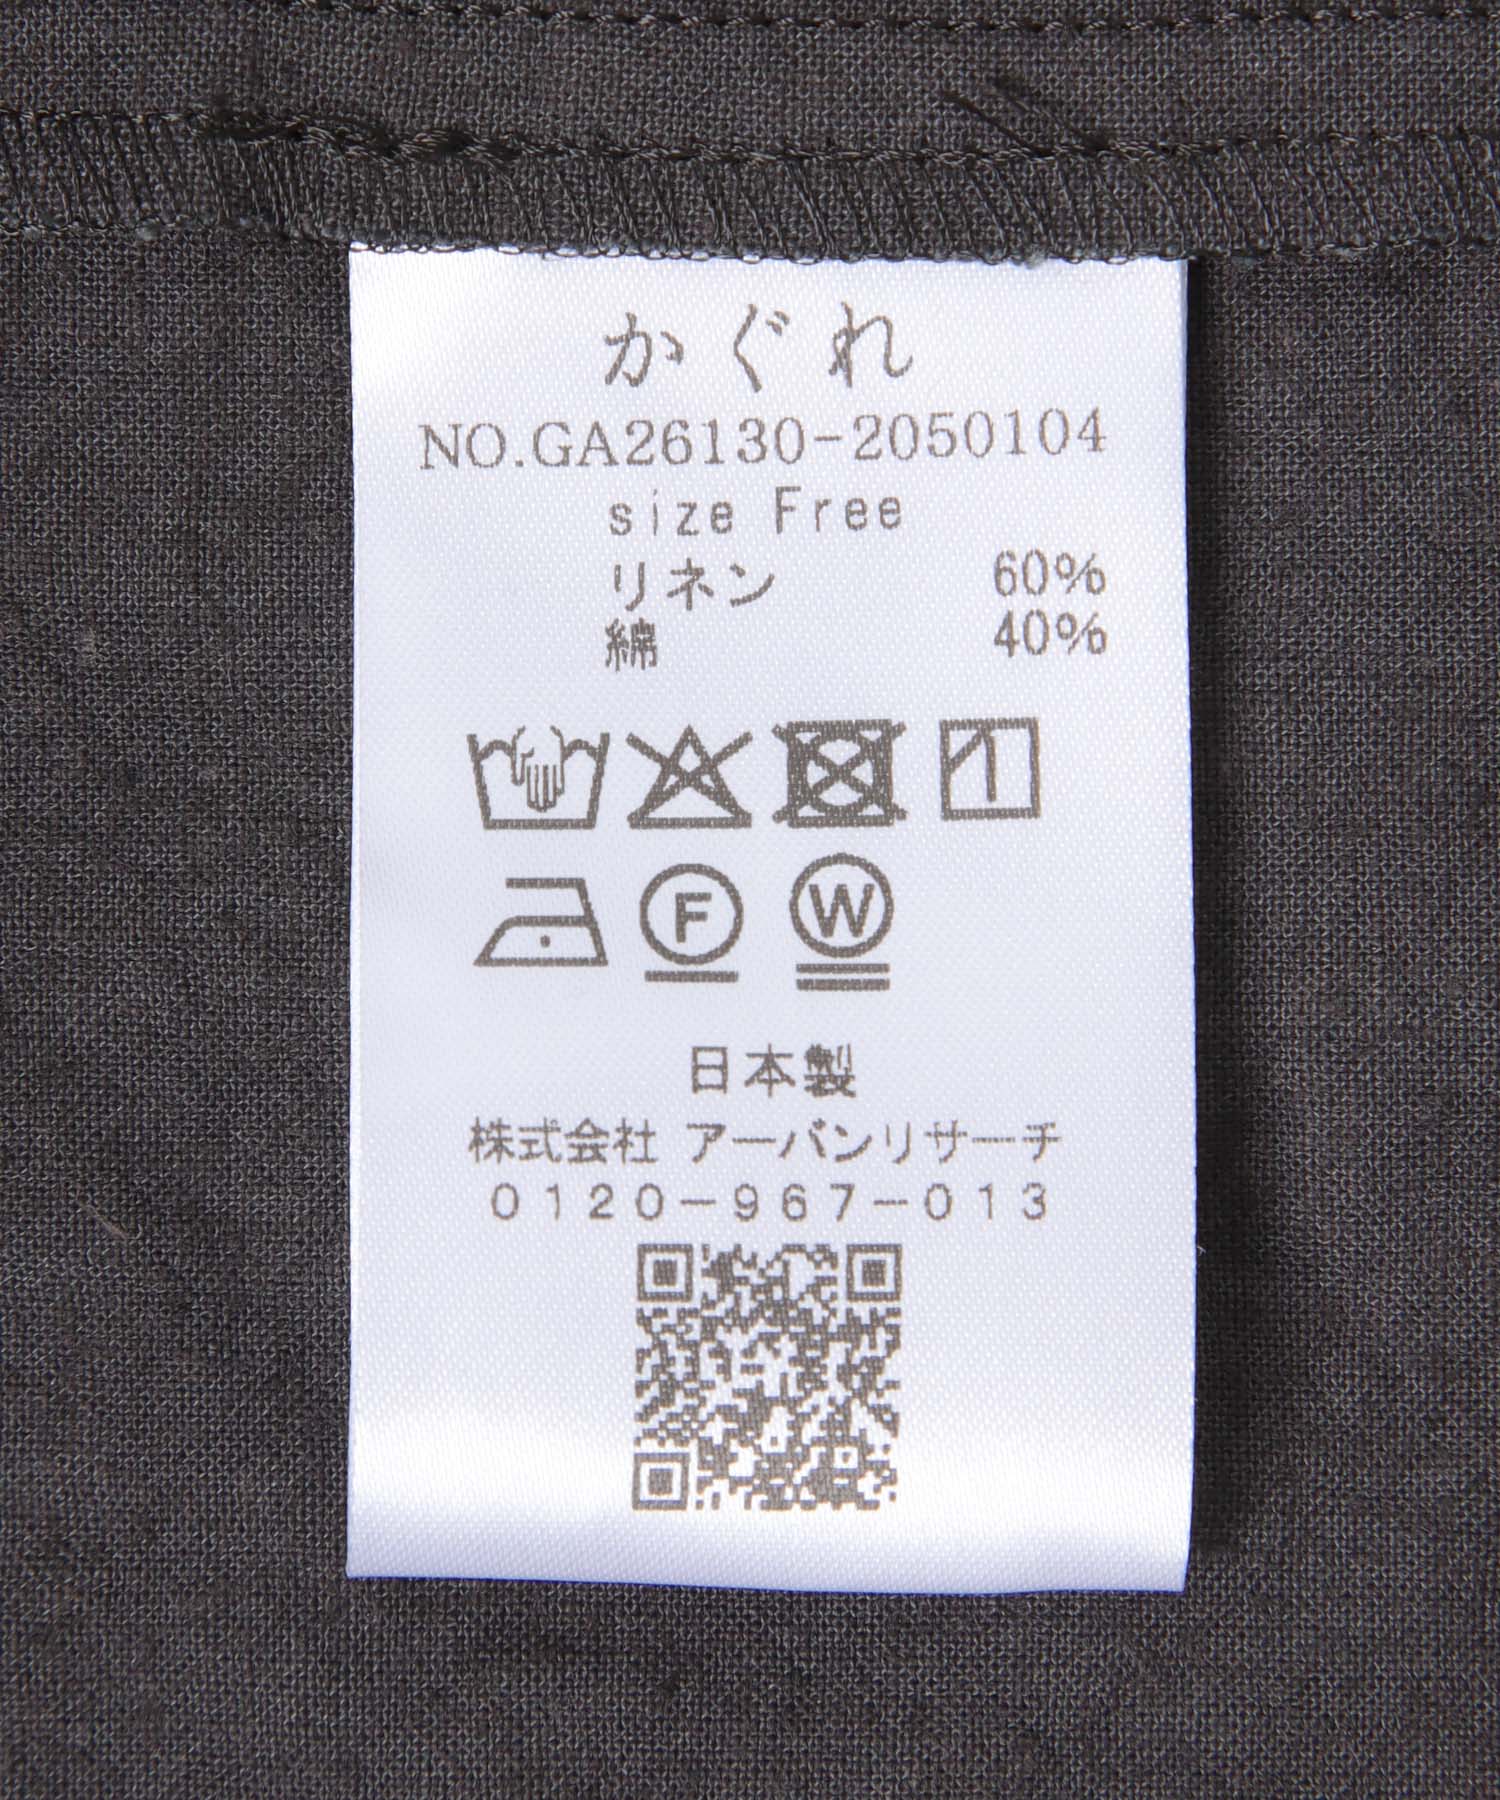 かぐれ
NO.GA26130-2050104
size Free
リネン 60%
綿 40%
F W
日本製
株式会社 アーバンリサーチ
0120-967-013